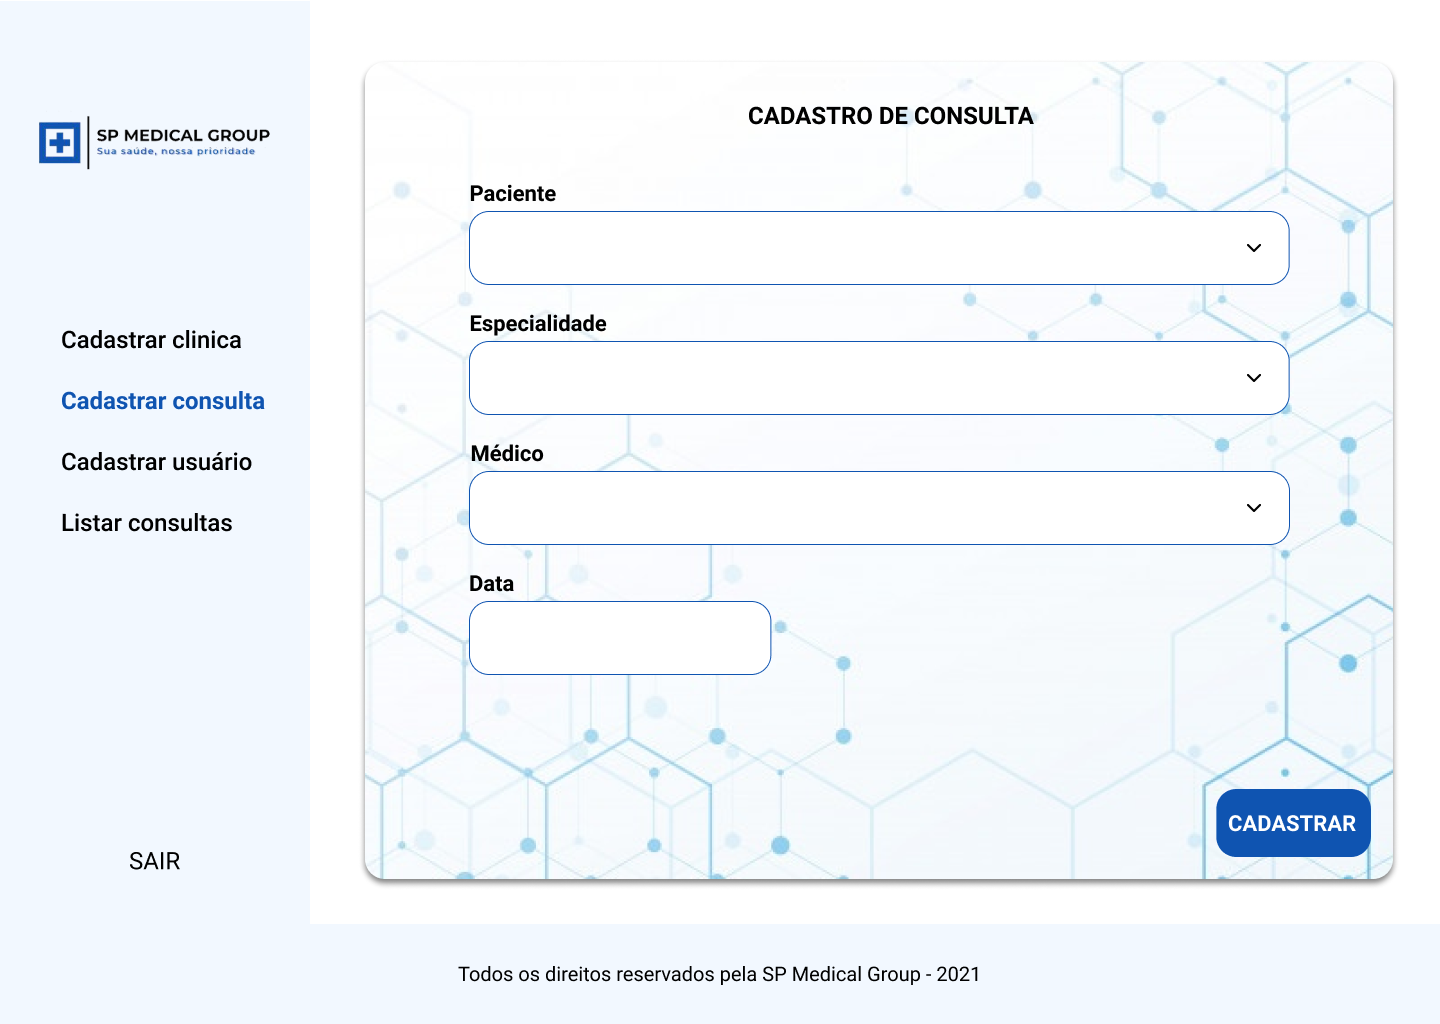 SP MEDICAL GROUP
Sua saúde, nossa prioridade
Cadastrar clinica
Cadastrar consulta
Cadastrar usuário
Listar consultas
SAIR
CADASTRO DE CONSULTA
Paciente
Especialidade
Médico
Data
CADASTRAR
Todos os direitos reservados pela SP Medical Group - 2021